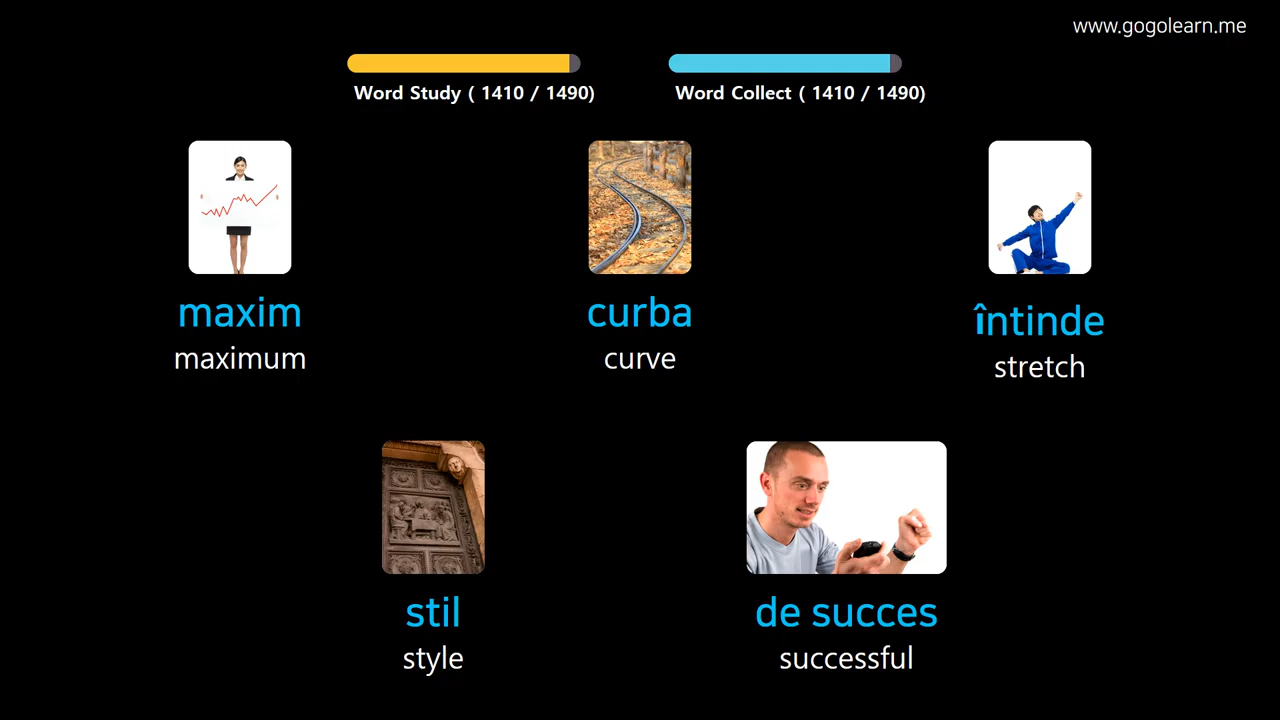 www.gogolearn.me
Word Study ( 1410 / 1490)
Word Collect ( 1410 / 1490)
maxim
maximum
curba
curve
întinde
stretch
stil
style
de succes
successful